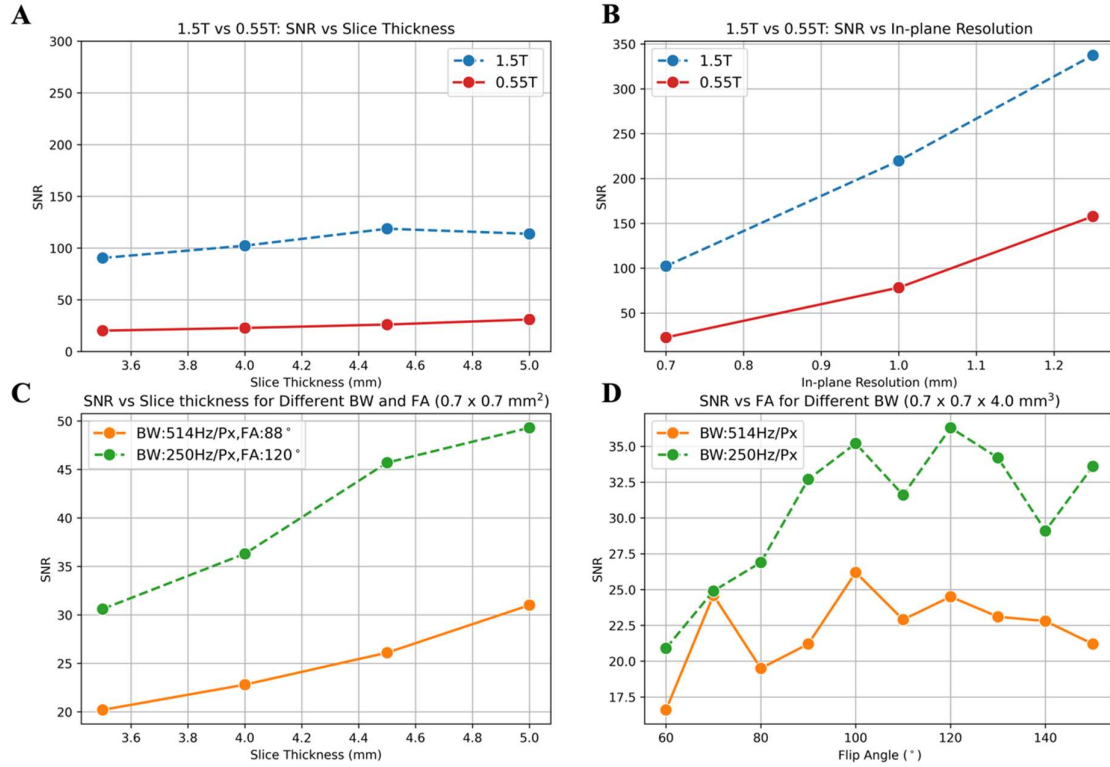 A
1.5T vs 0.55T: SNR vs Slice Thickness
300
250
200
150
100
50
0
SNR
1.5T
0.55T
3.6 3.8 4.0 4.2 4.4 4.6 4.8 5.0
Slice Thickness (mm)
B
1.5T vs 0.55T: SNR vs In-plane Resolution
350
300
250
200
150
100
50
SNR
1.5T
0.55T
0.7 0.8 0.9 1.0 1.1 1.2
In-plane Resolution (mm)
C
SNR vs Slice thickness for Different BW and FA (0.7 x 0.7 mm²)
50
45
40
35
30
25
20
SNR
BW:514Hz/Px,FA:88°
BW:250Hz/Px,FA:120°
3.6 3.8 4.0 4.2 4.4 4.6 4.8 5.0
Slice Thickness (mm)
D
SNR vs FA for Different BW (0.7 x 0.7 x 4.0 mm³)
35.0
32.5
30.0
27.5
25.0
22.5
20.0
17.5
SNR
BW:514Hz/Px
BW:250Hz/Px
60 80 100 120 140
Flip Angle (°)